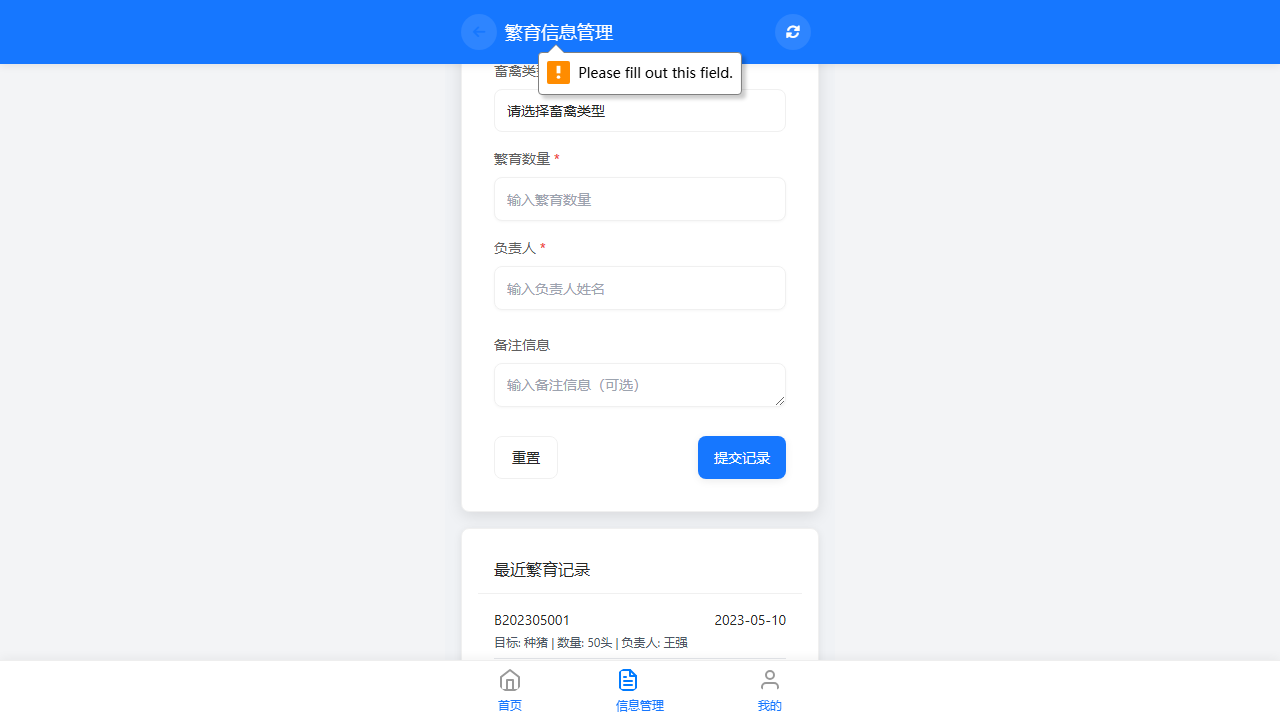 繁育信息管理
Please fill out this field.
畜禽类
请选择畜禽类型
繁育数量 *
输入繁育数量
负责人 *
输入负责人姓名
备注信息
输入备注信息（可选）
重置
提交记录
最近繁育记录
B202305001
2023-05-10
目标: 种猪 | 数量: 50头 | 负责人: 王强
首页
信息管理
我的